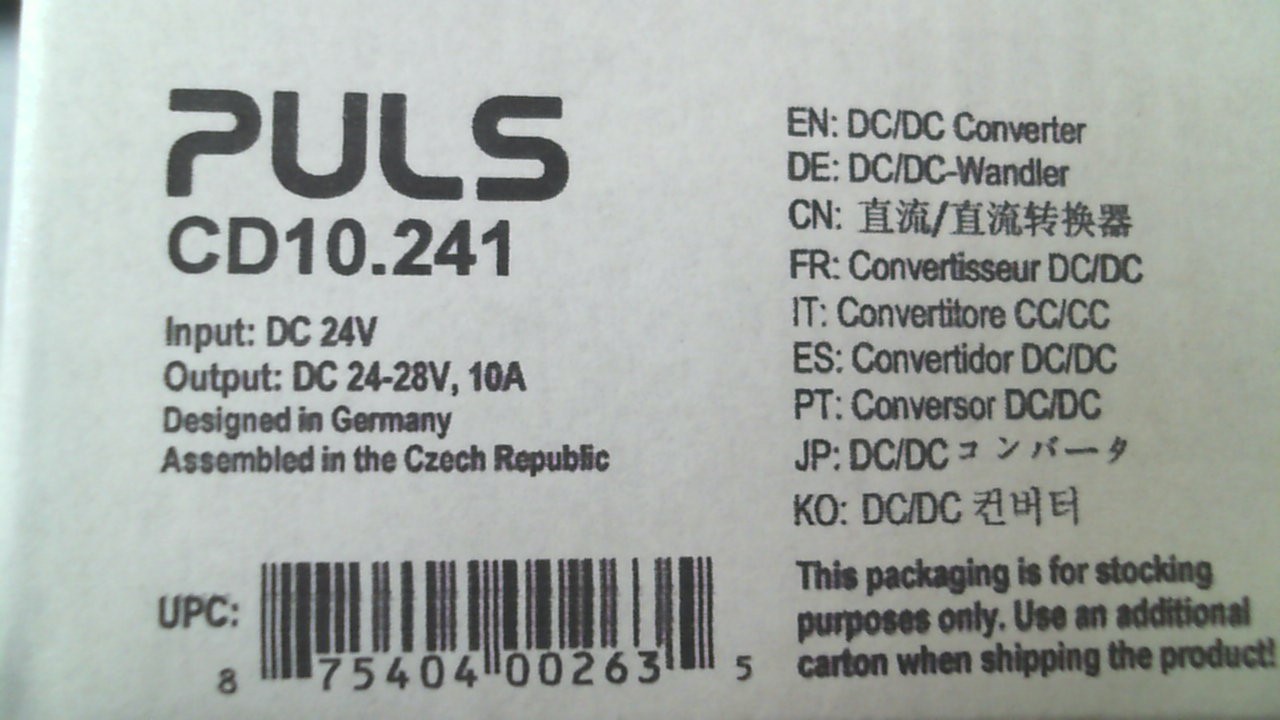 PULS
CD10.241
Input: DC 24V
Output: DC 24-28V, 10A
Designed in Germany
Assembled in the Czech Republic
UPC:
8 75404 00263 5
EN: DC/DC Converter
DE: DC/DC-Wandler
CN: 直流/直流转换器
FR: Convertisseur DC/DC
IT: Convertitore CC/CC
ES: Convertidor DC/DC
PT: Conversor DC/DC
JP: DC/DC コンバータ
KO: DC/DC 컨버터
This packaging is for stocking
purposes only. Use an additional
carton when shipping the product!